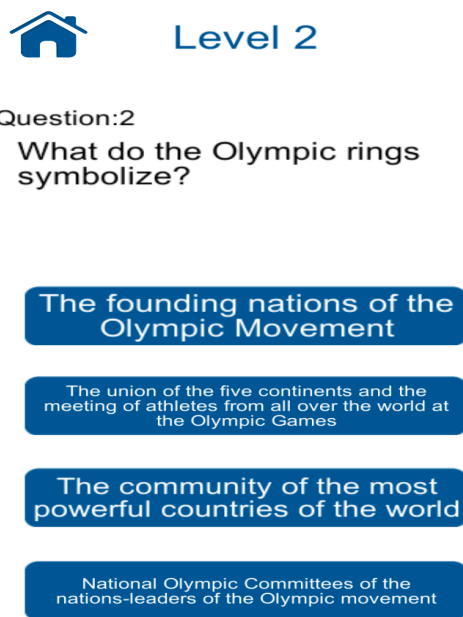 Level 2
Question:2
What do the Olympic rings
symbolize?
The founding nations of the
Olympic Movement
The union of the five continents and the
meeting of athletes from all over the world at
the Olympic Games
The community of the most
powerful countries of the world
National Olympic Committees of the
nations-leaders of the Olympic movement